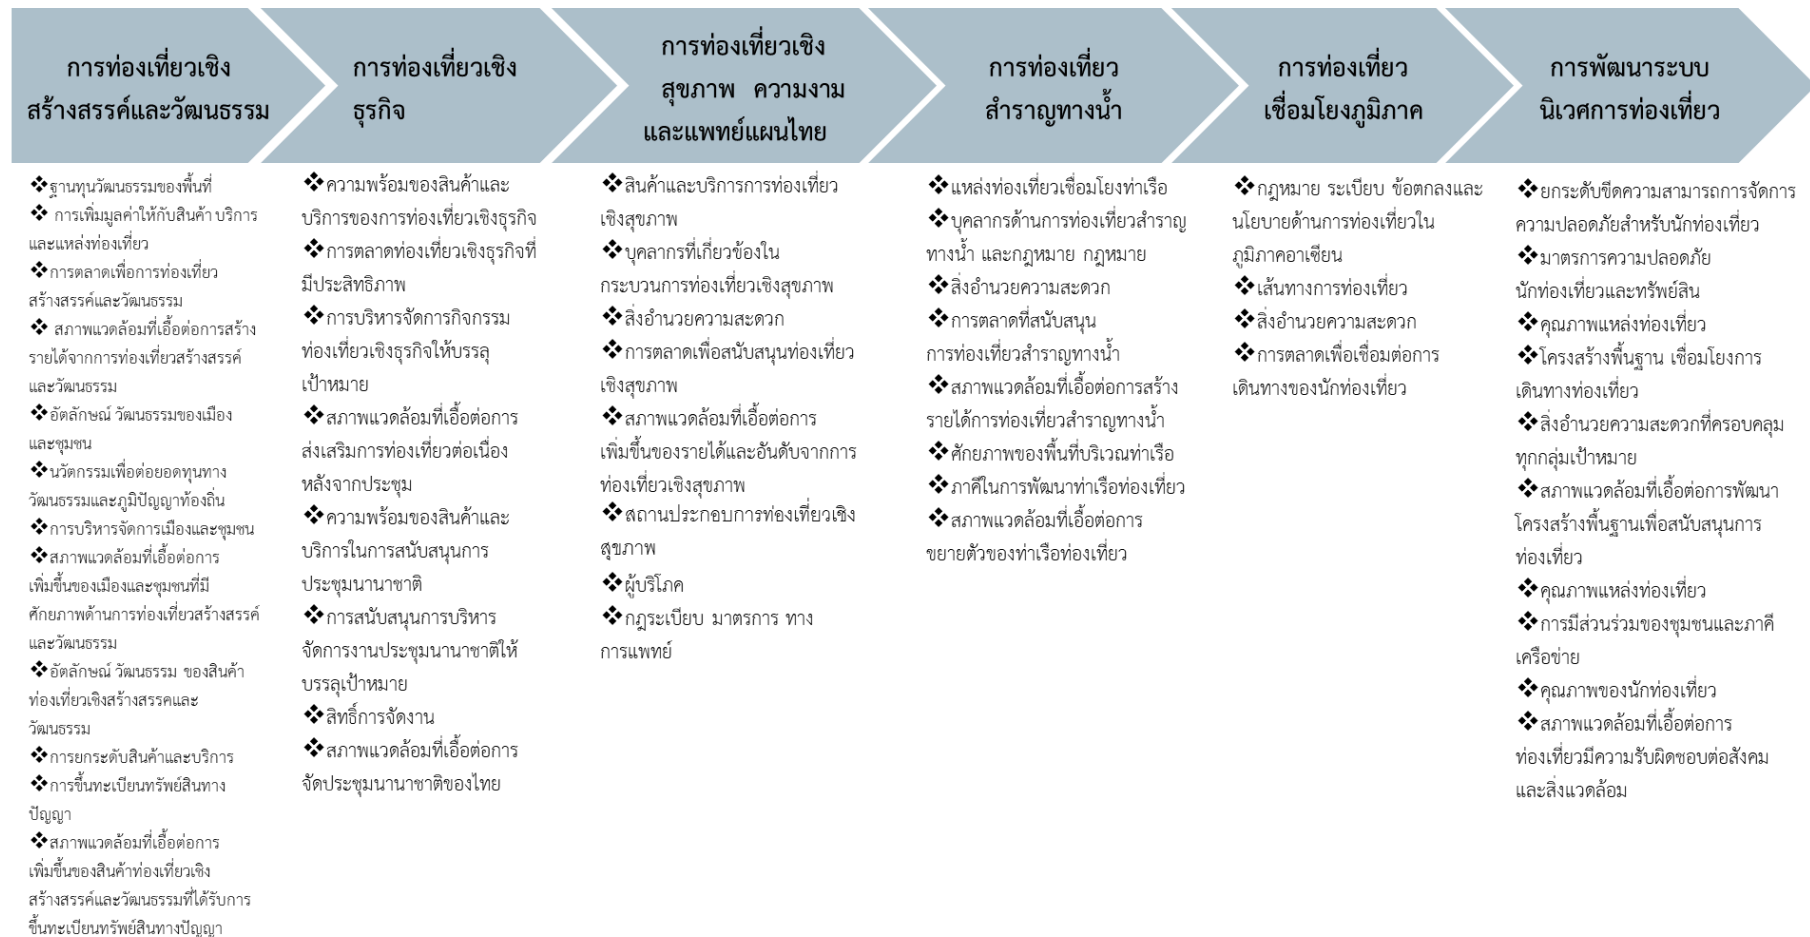 การท่องเที่ยวเชิง
สร้างสรรค์และวัฒนธรรม
การท่องเที่ยวเชิง
ธุรกิจ
การท่องเที่ยวเชิง
สุขภาพ ความงาม
และแพทย์แผนไทย
การท่องเที่ยว
สำราญทางน้ำ
การท่องเที่ยว
เชื่อมโยงภูมิภาค
การพัฒนาระบบ
นิเวศการท่องเที่ยว
❖ฐานทุนวัฒนธรรมของพื้นที่
❖ การเพิ่มมูลค่าให้กับสินค้า บริการ
และแหล่งท่องเที่ยว
❖การตลาดเพื่อการท่องเที่ยว
สร้างสรรค์และวัฒนธรรม
❖ สภาพแวดล้อมที่เอื้อต่อการสร้าง
รายได้จากการท่องเที่ยวสร้างสรรค์
และวัฒนธรรม
❖อัตลักษณ์ วัฒนธรรมของเมือง
และชุมชน
❖นวัตกรรมเพื่อต่อยอดทุนทาง
วัฒนธรรมและภูมิปัญญาท้องถิ่น
❖การบริหารจัดการเมืองและชุมชน
❖สภาพแวดล้อมที่เอื้อต่อการ
เพิ่มขึ้นของเมืองและชุมชนที่มี
ศักยภาพด้านการท่องเที่ยวสร้างสรรค์
และวัฒนธรรม
❖อัตลักษณ์ วัฒนธรรม ของสินค้า
ท่องเที่ยวเชิงสร้างสรรคและ
วัฒนธรรม
❖การยกระดับสินค้าและบริการ
❖การขึ้นทะเบียนทรัพย์สินทาง
ปัญญา
❖สภาพแวดล้อมที่เอื้อต่อการ
เพิ่มขึ้นของสินค้าท่องเที่ยวเชิง
สร้างสรรค์และวัฒนธรรมที่ได้รับการ
ขึ้นทะเบียนทรัพย์สินทางปัญญา
❖ความพร้อมของสินค้าและ
บริการของการท่องเที่ยวเชิงธุรกิจ
❖การตลาดท่องเที่ยวเชิงธุรกิจที่
มีประสิทธิภาพ
❖การบริหารจัดการกิจกรรม
ท่องเที่ยวเชิงธุรกิจให้บรรลุ
เป้าหมาย
❖สภาพแวดล้อมที่เอื้อต่อการ
ส่งเสริมการท่องเที่ยวต่อเนื่อง
หลังจากประชุม
❖ความพร้อมของสินค้าและ
บริการในการสนับสนุนการ
ประชุมนานาชาติ
❖การสนับสนุนการบริหาร
จัดการงานประชุมนานาชาติให้
บรรลุเป้าหมาย
❖สิทธิ์การจัดงาน
❖สภาพแวดล้อมที่เอื้อต่อการ
จัดประชุมนานาชาติของไทย
❖สินค้าและบริการการท่องเที่ยว
เชิงสุขภาพ
❖บุคลากรที่เกี่ยวข้องใน
กระบวนการท่องเที่ยวเชิงสุขภาพ
❖สิ่งอำนวยความสะดวก
❖การตลาดเพื่อสนับสนุนท่องเที่ยว
เชิงสุขภาพ
❖สภาพแวดล้อมที่เอื้อต่อการ
เพิ่มขึ้นของรายได้และอันดับจากการ
ท่องเที่ยวเชิงสุขภาพ
❖สถานประกอบการท่องเที่ยวเชิง
สุขภาพ
❖ผู้บริโภค
❖กฎระเบียบ มาตรการ ทาง
การแพทย์
❖แหล่งท่องเที่ยวเชื่อมโยงท่าเรือ
❖บุคลากรด้านการท่องเที่ยวสำราญ
ทางน้ำ และกฎหมาย กฎหมาย
❖สิ่งอำนวยความสะดวก
❖การตลาดที่สนับสนุน
การท่องเที่ยวสำราญทางน้ำ
❖สภาพแวดล้อมที่เอื้อต่อการสร้าง
รายได้การท่องเที่ยวสำราญทางน้ำ
❖ศักยภาพของพื้นที่บริเวณท่าเรือ
❖ภาคีในการพัฒนาท่าเรือท่องเที่ยว
❖สภาพแวดล้อมที่เอื้อต่อการ
ขยายตัวของท่าเรือท่องเที่ยว
❖กฎหมาย ระเบียบ ข้อตกลงและ
นโยบายด้านการท่องเที่ยวใน
ภูมิภาคอาเซียน
❖เส้นทางการท่องเที่ยว
❖สิ่งอำนวยความสะดวก
❖การตลาดเพื่อเชื่อมต่อการ
เดินทางของนักท่องเที่ยว
❖ยกระดับขีดความสามารถการจัดการ
ความปลอดภัยสำหรับนักท่องเที่ยว
❖มาตรการความปลอดภัย
นักท่องเที่ยวและทรัพย์สิน
❖คุณภาพแหล่งท่องเที่ยว
❖โครงสร้างพื้นฐาน เชื่อมโยงการ
เดินทางท่องเที่ยว
❖สิ่งอำนวยความสะดวกที่ครอบคลุม
ทุกกลุ่มเป้าหมาย
❖สภาพแวดล้อมที่เอื้อต่อการพัฒนา
โครงสร้างพื้นฐานเพื่อสนับสนุนการ
ท่องเที่ยว
❖คุณภาพแหล่งท่องเที่ยว
❖การมีส่วนร่วมของชุมชนและภาคี
เครือข่าย
❖คุณภาพของนักท่องเที่ยว
❖สภาพแวดล้อมที่เอื้อต่อการ
ท่องเที่ยวมีความรับผิดชอบต่อสังคม
และสิ่งแวดล้อม